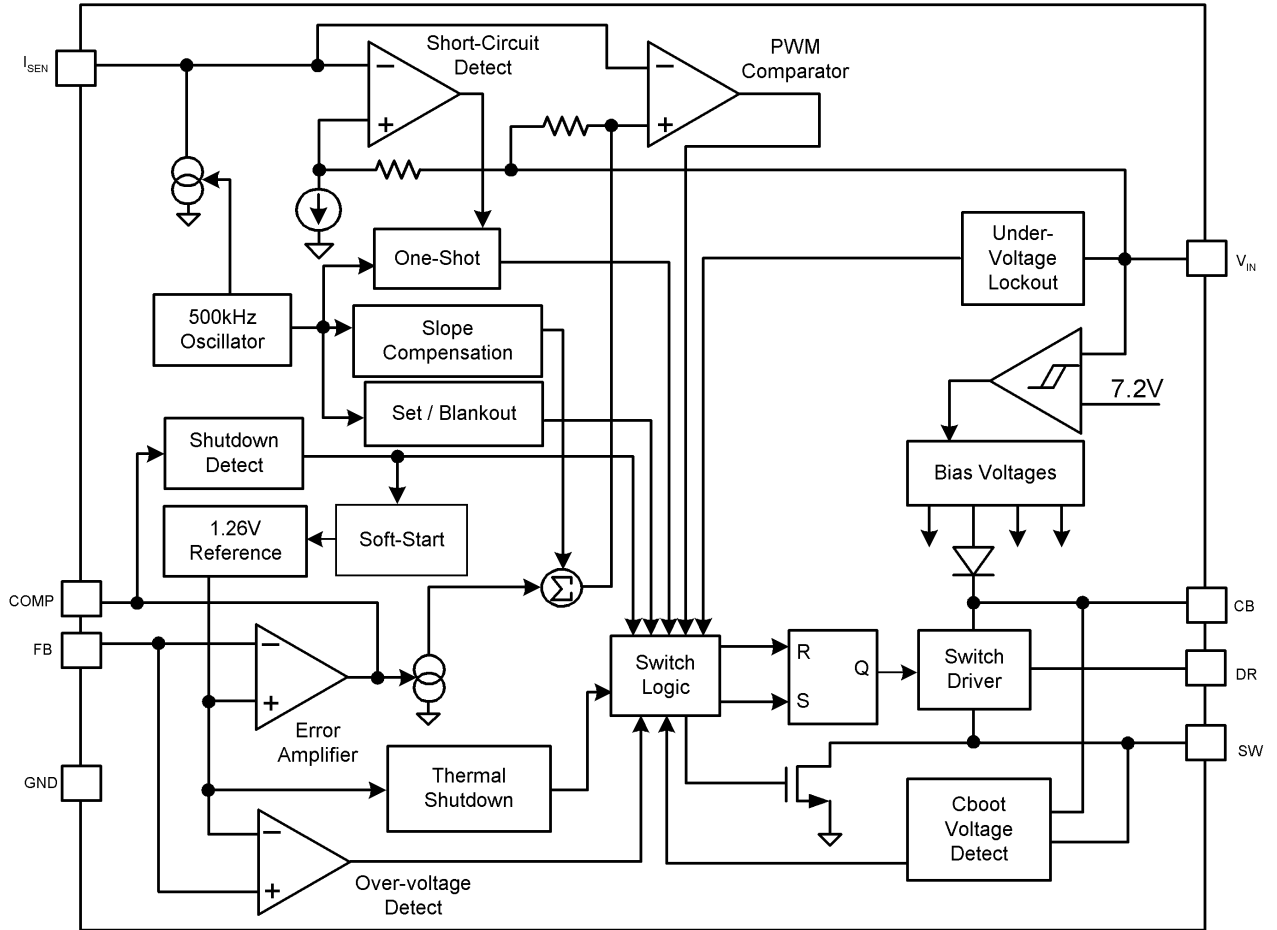 Short-Circuit
Detect
PWM
Comparator
ISEN
−
+
−
+
One-Shot
Under-
Voltage
Lockout
VIN
500kHz
Oscillator
Slope
Compensation
7.2V
Set / Blankout
Shutdown
Detect
Bias Voltages
1.26V
Reference
Soft-Start
Σ
COMP
CB
FB
−
+
Error
Amplifier
Switch
Logic
R
S
Q
Switch
Driver
DR
SW
GND
Thermal
Shutdown
Cboot
Voltage
Detect
−
+
Over-voltage
Detect